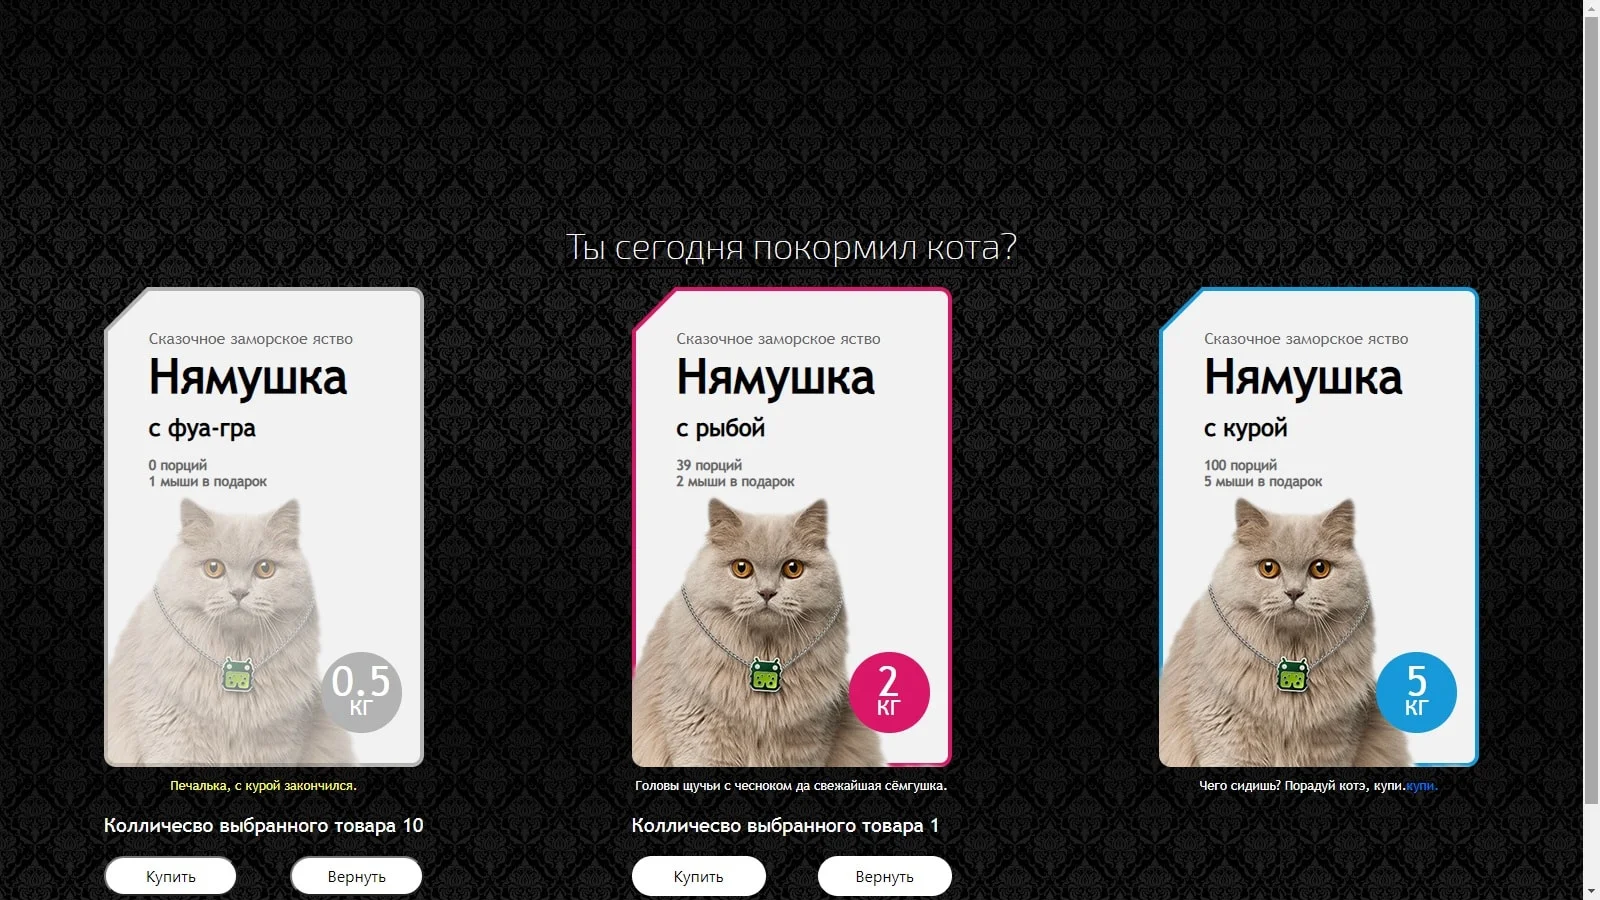 Ты сегодня покормил кота?
Сказочное заморское яство
Нямушка
с фуа-гра
0 порций
1 мыши в подарок
0.5
кг
Печалька, с курой закончился.
Колличесво выбранного товара 10
Купить
Вернуть
Сказочное заморское яство
Нямушка
с рыбой
39 порций
2 мыши в подарок
2
кг
Головы щучьи с чесноком да свежайшая сёмгушка.
Колличесво выбранного товара 1
Купить
Вернуть
Сказочное заморское яство
Нямушка
с курой
100 порций
5 мыши в подарок
5
кг
Чего сидишь? Порадуй котэ, купи.купи.